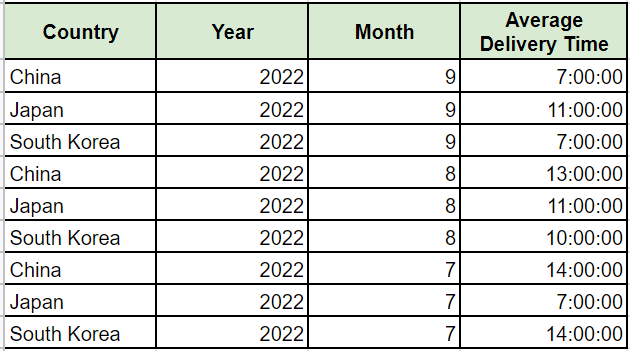 Country Year Month Average Delivery Time
China 2022 9 7:00:00
Japan 2022 9 11:00:00
South Korea 2022 9 7:00:00
China 2022 8 13:00:00
Japan 2022 8 11:00:00
South Korea 2022 8 10:00:00
China 2022 7 14:00:00
Japan 2022 7 7:00:00
South Korea 2022 7 14:00:00